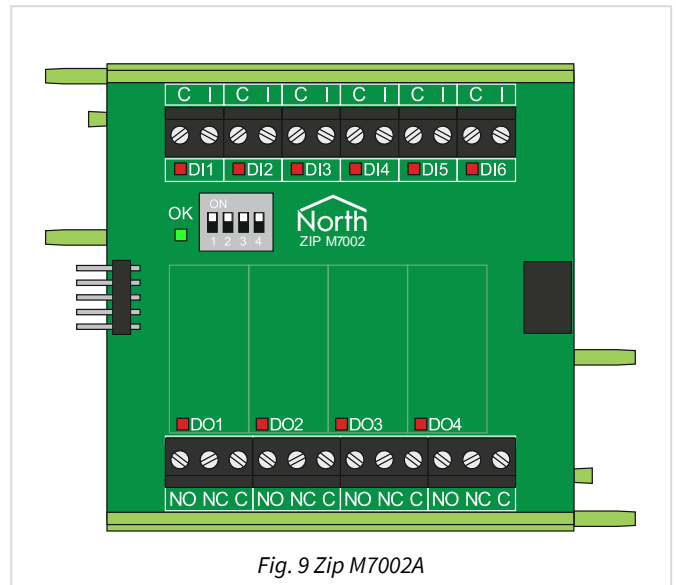 C I C I C I C I C I C I
DI1 DI2 DI3 DI4 DI5 DI6
OK
ON
1 2 3 4
North
ZIP M7002
DO1 DO2 DO3 DO4
NO NC C NO NC C NO NC C NO NC C
Fig. 9 Zip M7002A